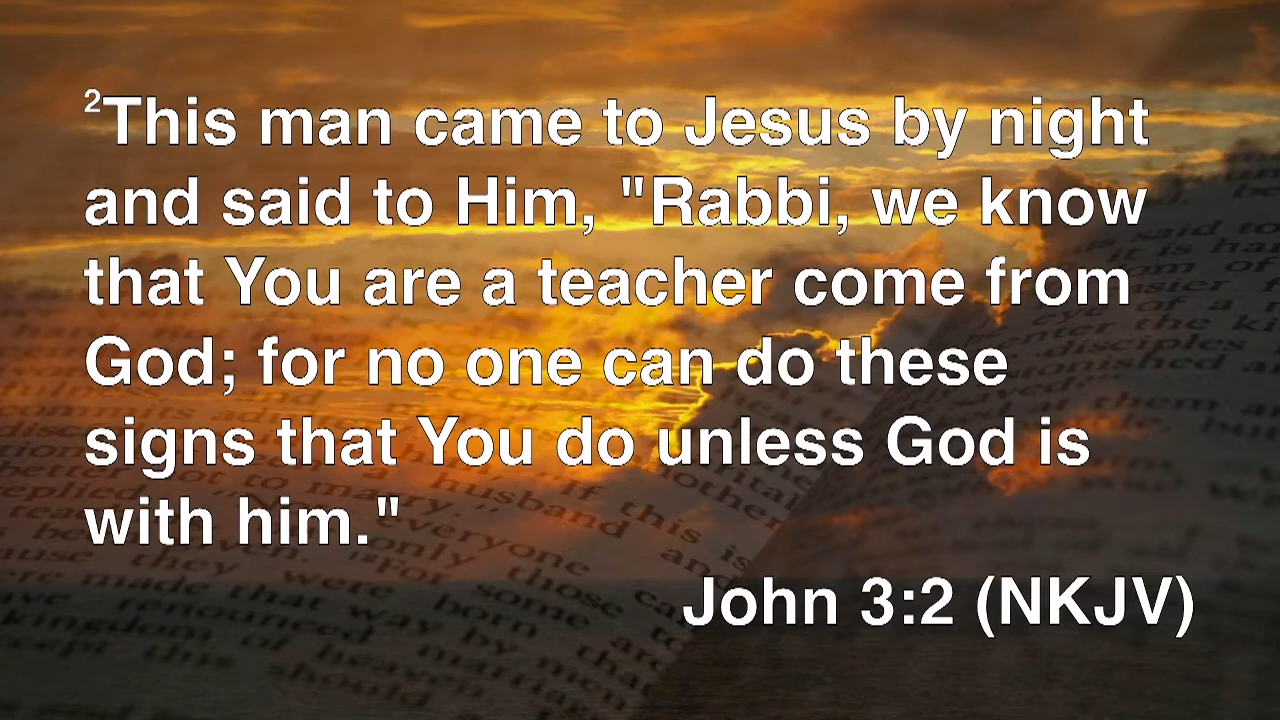 ²This man came to Jesus by night
and said to Him, "Rabbi, we know
that You are a teacher come from
God; for no one can do these
signs that You do unless God is
with him."
John 3:2 (NKJV)